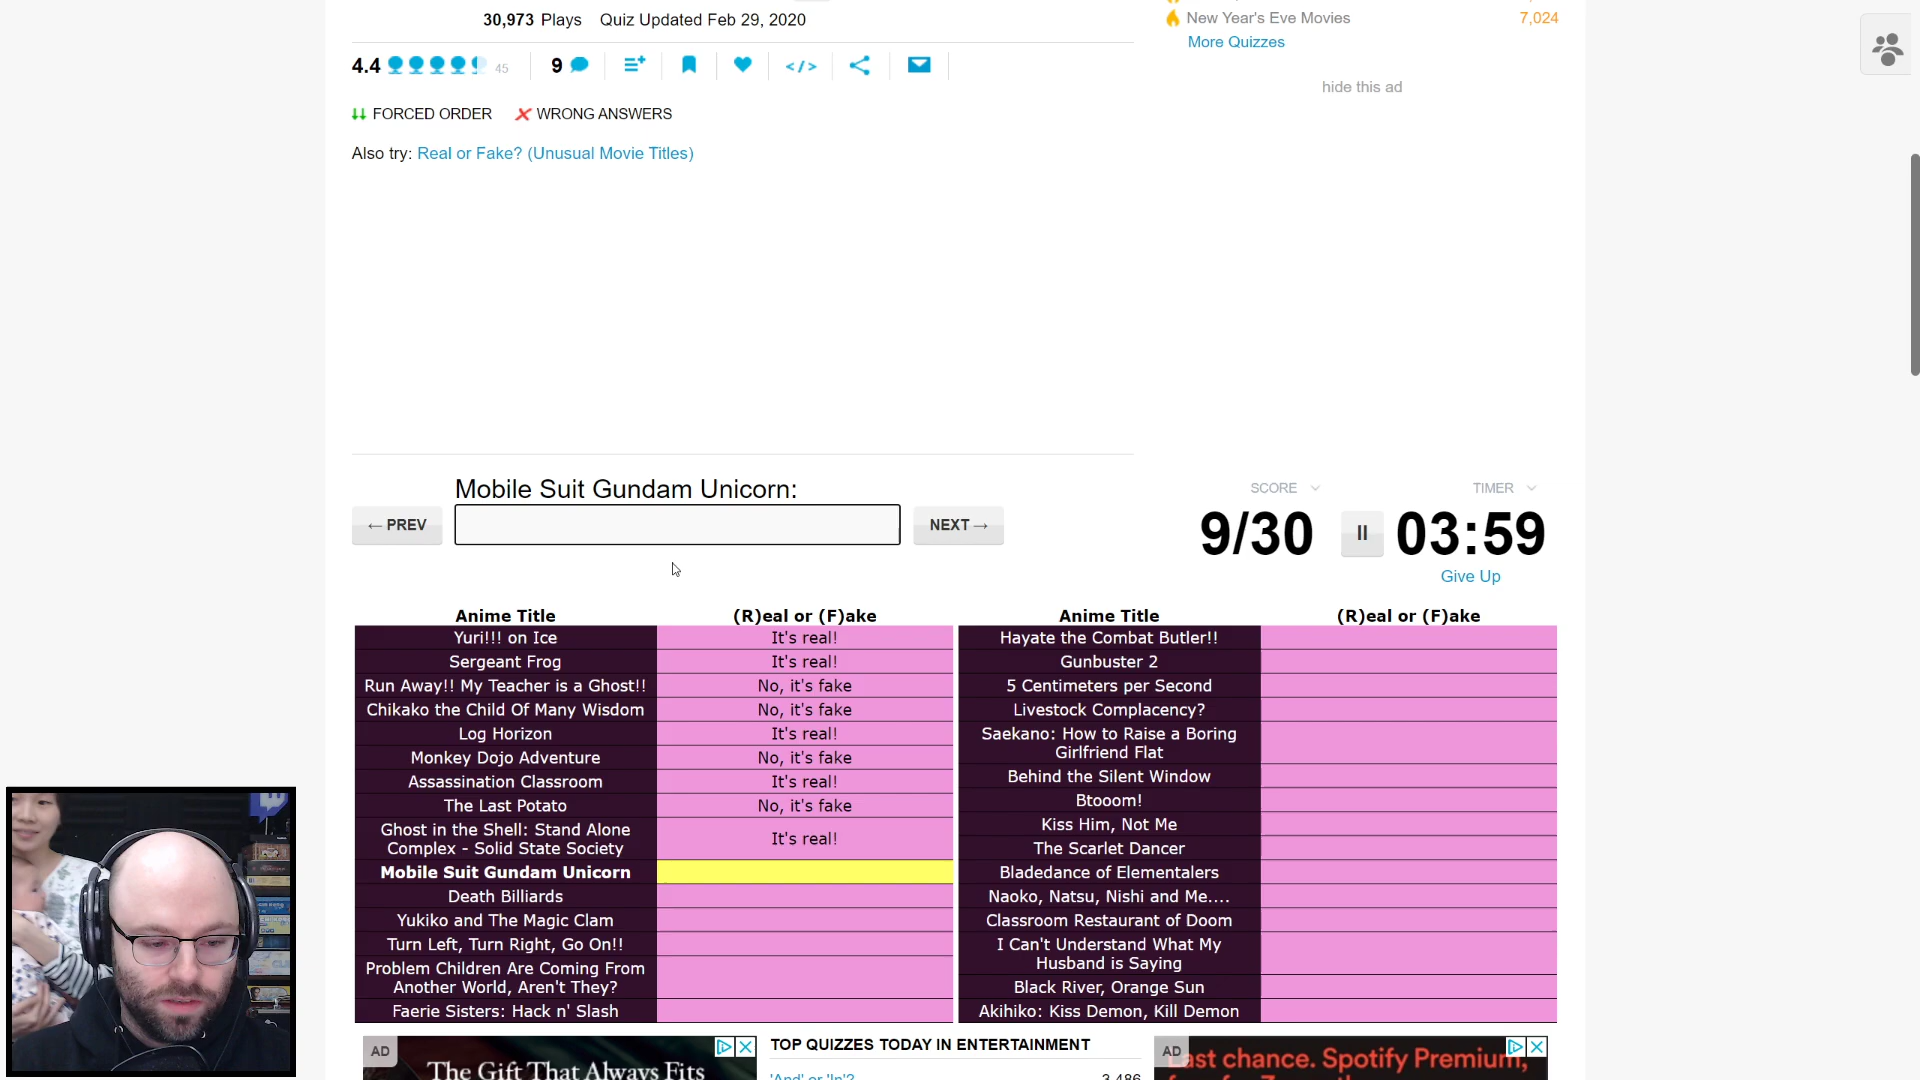 30,973 Plays Quiz Updated Feb 29, 2020
New Year's Eve Movies 7,024
More Quizzes
4.4 45 9 </>
hide this ad
FORCED ORDER WRONG ANSWERS
Also try: Real or Fake? (Unusual Movie Titles)
Mobile Suit Gundam Unicorn:
← PREV
NEXT →
SCORE
TIMER
9/30
03:59
Give Up
Anime Title (R)eal or (F)ake
Yuri!!! on Ice It's real!
Sergeant Frog It's real!
Run Away!! My Teacher is a Ghost!! No, it's fake
Chikako the Child Of Many Wisdom No, it's fake
Log Horizon It's real!
Monkey Dojo Adventure No, it's fake
Assassination Classroom It's real!
The Last Potato No, it's fake
Ghost in the Shell: Stand Alone
Complex - Solid State Society It's real!
Mobile Suit Gundam Unicorn
Death Billiards
Yukiko and The Magic Clam
Turn Left, Turn Right, Go On!!
Problem Children Are Coming From
Another World, Aren't They?
Faerie Sisters: Hack n' Slash
Anime Title (R)eal or (F)ake
Hayate the Combat Butler!!
Gunbuster 2
5 Centimeters per Second
Livestock Complacency?
Saekano: How to Raise a Boring
Girlfriend Flat
Behind the Silent Window
Btooom!
Kiss Him, Not Me
The Scarlet Dancer
Bladedance of Elementalers
Naoko, Natsu, Nishi and Me....
Classroom Restaurant of Doom
I Can't Understand What My
Husband is Saying
Black River, Orange Sun
Akihiko: Kiss Demon, Kill Demon
AD
The Gift That Always Fits
TOP QUIZZES TODAY IN ENTERTAINMENT
'And' or 'In'? 3,486
AD
Last chance. Spotify Premium,